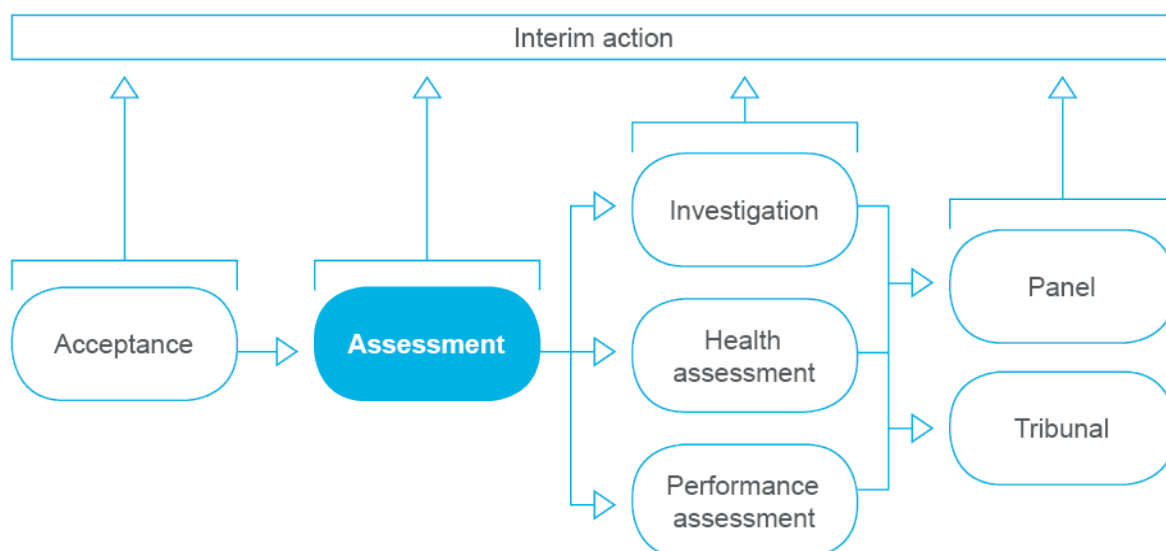 Interim action
Acceptance
Assessment
Investigation
Health
assessment
Performance
assessment
Panel
Tribunal